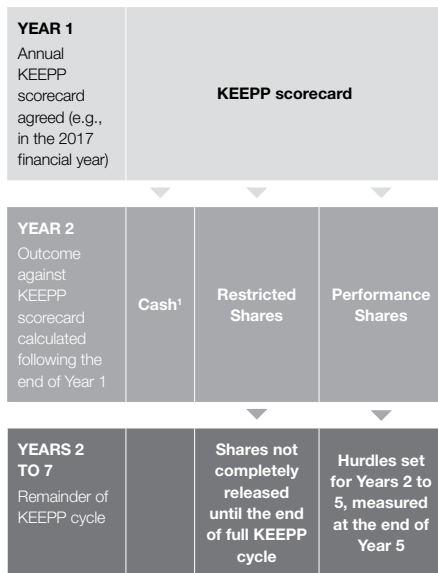 YEAR 1
Annual
KEEPP
scorecard
agreed (e.g.,
in the 2017
financial year)
KEEPP scorecard
YEAR 2
Outcome
against
KEEPP
scorecard
calculated
following the
end of Year 1
Cash¹
Restricted
Shares
Performance
Shares
YEARS 2
TO 7
Remainder of
KEEPP cycle
Shares not
completely
released
until the end
of full KEEPP
cycle
Hurdles set
for Years 2 to
5, measured
at the end of
Year 5